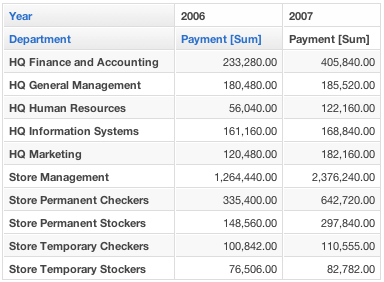 Year 2006 2007
Department Payment [Sum] Payment [Sum]
HQ Finance and Accounting 233,280.00 405,840.00
HQ General Management 180,480.00 185,520.00
HQ Human Resources 56,040.00 122,160.00
HQ Information Systems 161,160.00 168,840.00
HQ Marketing 120,480.00 182,160.00
Store Management 1,264,440.00 2,376,240.00
Store Permanent Checkers 335,400.00 642,720.00
Store Permanent Stockers 148,560.00 297,840.00
Store Temporary Checkers 100,842.00 110,555.00
Store Temporary Stockers 76,506.00 82,782.00